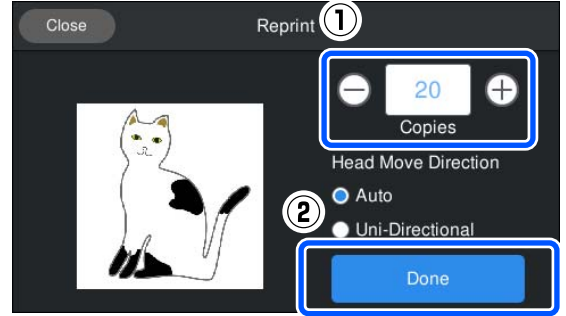 Close
Reprint
①
20
Copies
Head Move Direction
Auto
②
Uni-Directional
Done